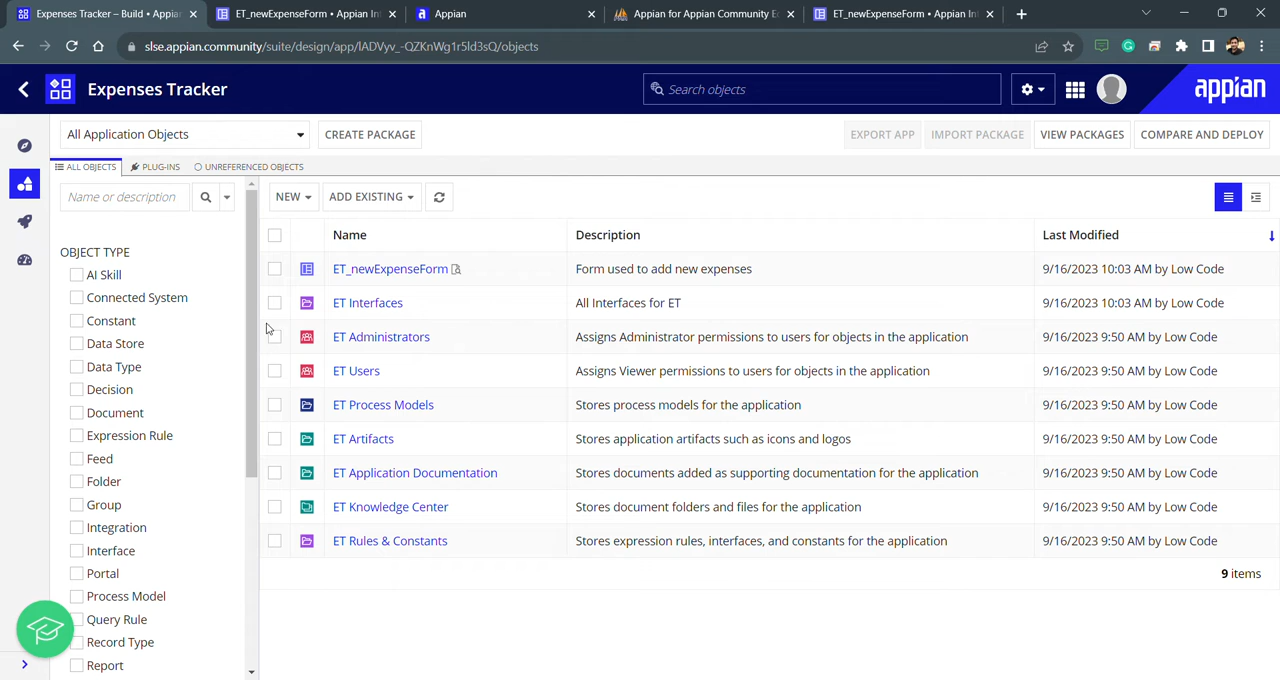 Expenses Tracker – Build • Appian
ET_newExpenseForm • Appian Int
Appian
Appian for Appian Community Ed
ET_newExpenseForm • Appian Int
slse.appian.community/suite/design/app/lADVyv_-QZKnWg1r5ld3sQ/objects
Expenses Tracker
Search objects
appian
All Application Objects
CREATE PACKAGE
EXPORT APP
IMPORT PACKAGE
VIEW PACKAGES
COMPARE AND DEPLOY
ALL OBJECTS
PLUG-INS
UNREFERENCED OBJECTS
Name or description
NEW
ADD EXISTING
OBJECT TYPE
AI Skill
Connected System
Constant
Data Store
Data Type
Decision
Document
Expression Rule
Feed
Folder
Group
Integration
Interface
Portal
Process Model
Query Rule
Record Type
Report
Name Description Last Modified
ET_newExpenseForm Form used to add new expenses 9/16/2023 10:03 AM by Low Code
ET Interfaces All Interfaces for ET 9/16/2023 10:03 AM by Low Code
ET Administrators Assigns Administrator permissions to users for objects in the application 9/16/2023 9:50 AM by Low Code
ET Users Assigns Viewer permissions to users for objects in the application 9/16/2023 9:50 AM by Low Code
ET Process Models Stores process models for the application 9/16/2023 9:50 AM by Low Code
ET Artifacts Stores application artifacts such as icons and logos 9/16/2023 9:50 AM by Low Code
ET Application Documentation Stores documents added as supporting documentation for the application 9/16/2023 9:50 AM by Low Code
ET Knowledge Center Stores document folders and files for the application 9/16/2023 9:50 AM by Low Code
ET Rules & Constants Stores expression rules, interfaces, and constants for the application 9/16/2023 9:50 AM by Low Code
9 items